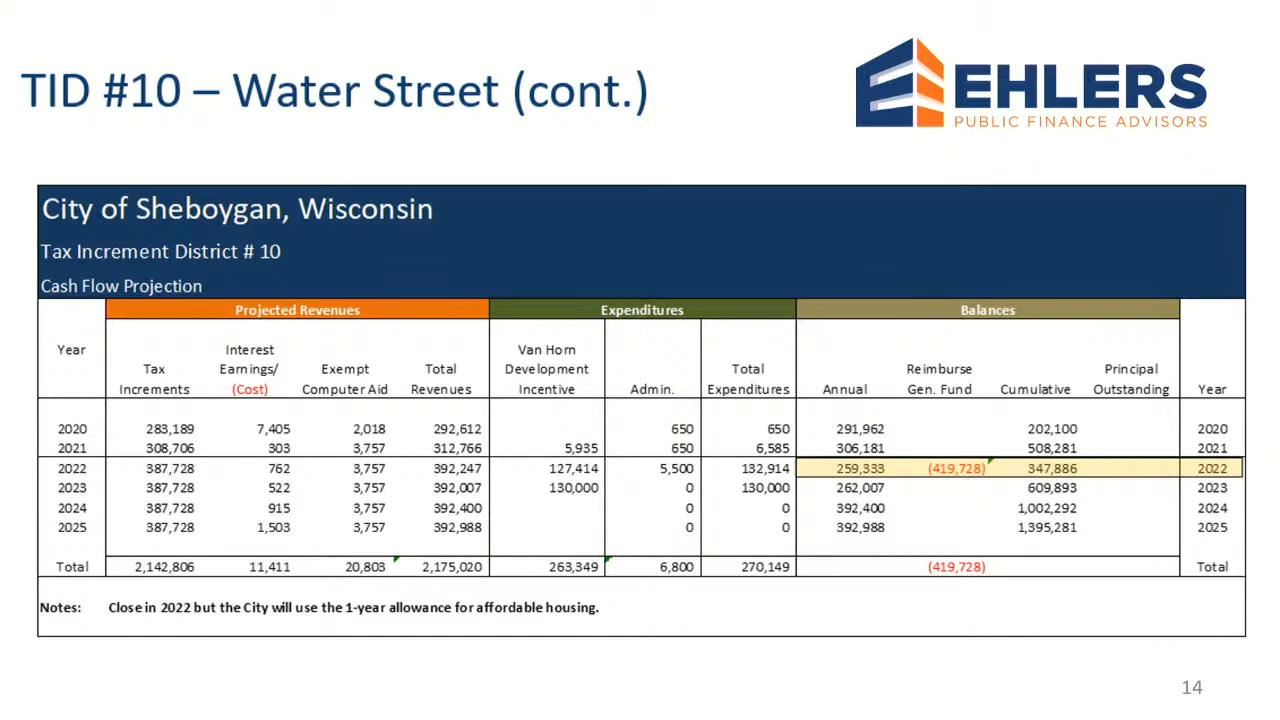 TID #10 – Water Street (cont.)
EHLERS
PUBLIC FINANCE ADVISORS
City of Sheboygan, Wisconsin
Tax Increment District # 10
Cash Flow Projection
Projected Revenues Expenditures Balances
Year Interest Van Horn
Tax Earnings/ Exempt Total Development Total Reimburse Principal
Increments (Cost) Computer Aid Revenues Incentive Admin. Expenditures Annual Gen. Fund Cumulative Outstanding Year
2020 283,189 7,405 2,018 292,612 650 650 291,962 202,100 2020
2021 308,706 303 3,757 312,766 5,935 650 6,585 306,181 508,281 2021
2022 387,728 762 3,757 392,247 127,414 5,500 132,914 259,333 (419,728) 347,886 2022
2023 387,728 522 3,757 392,007 130,000 0 130,000 262,007 609,893 2023
2024 387,728 915 3,757 392,400 0 0 392,400 1,002,292 2024
2025 387,728 1,503 3,757 392,988 0 0 392,988 1,395,281 2025
Total 2,142,806 11,411 20,803 2,175,020 263,349 6,800 270,149 (419,728) Total
Notes: Close in 2022 but the City will use the 1-year allowance for affordable housing.
14